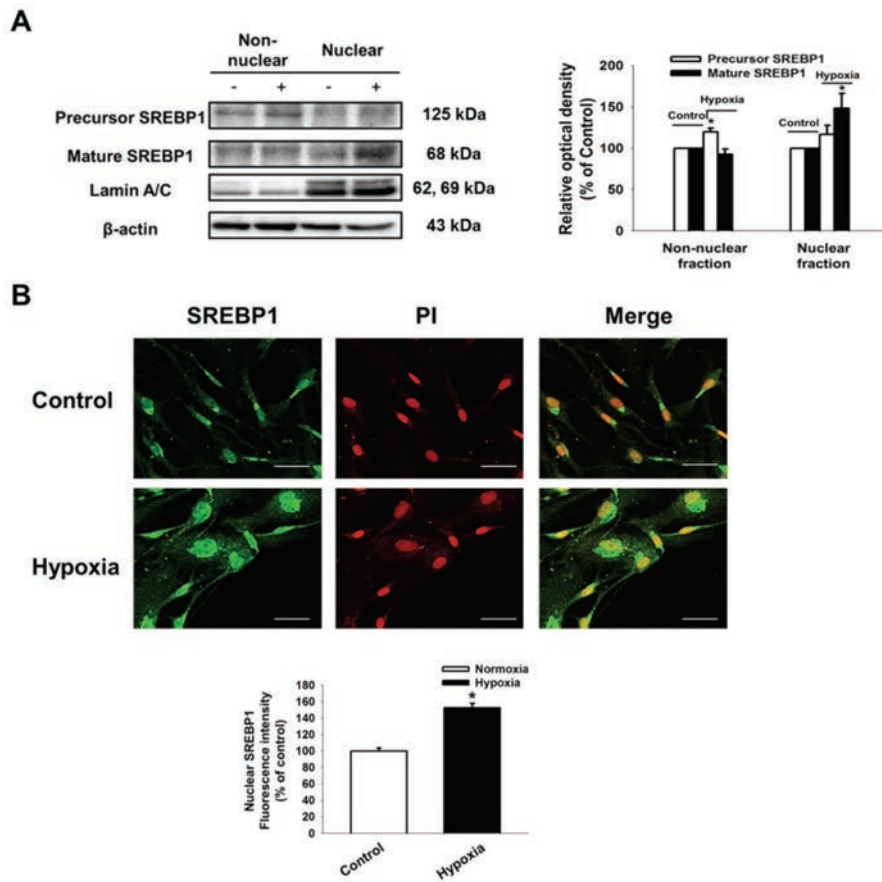 A
Non-
nuclear
Nuclear
- + - +
Precursor SREBP1
125 kDa
Mature SREBP1
68 kDa
Lamin A/C
62, 69 kDa
β-actin
43 kDa
Relative optical density
(% of Control)
200
150
100
50
0
Precursor SREBP1
Mature SREBP1
Hypoxia
*
Control
Hypoxia
*
Control
Non-nuclear
fraction
Nuclear
fraction
B
SREBP1
PI
Merge
Control
Hypoxia
Nuclear SREBP1
Fluorescence intensity
(% of control)
180
160
140
120
100
80
60
40
20
0
Normoxia
Hypoxia
*
Control
Hypoxia